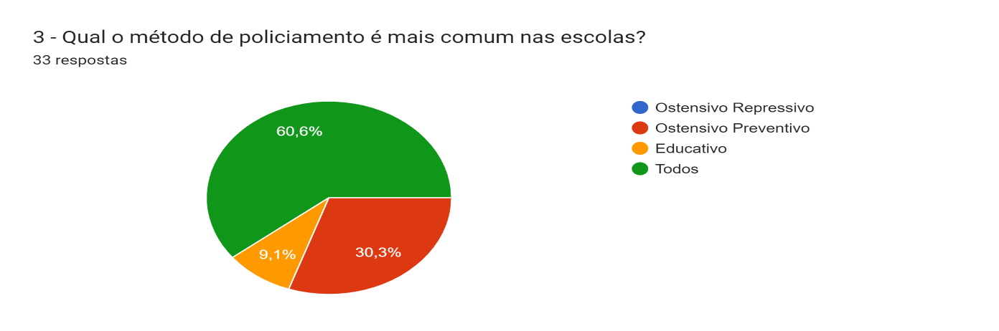 3 - Qual o método de policiamento é mais comum nas escolas?
33 respostas
60,6%
9,1%
30,3%
Ostensivo Repressivo
Ostensivo Preventivo
Educativo
Todos